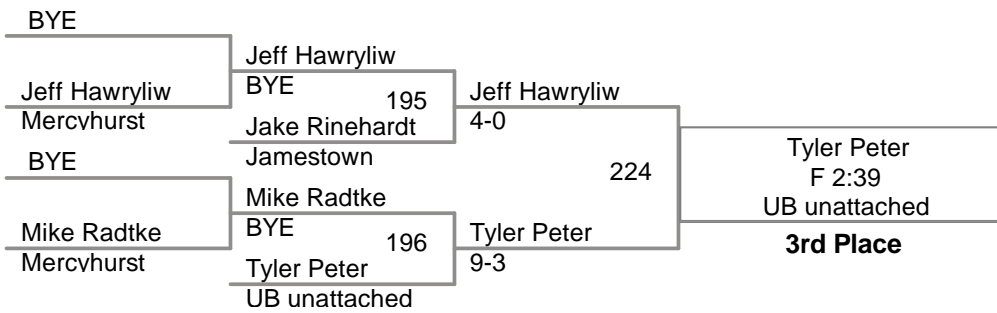 BYE
Jeff Hawryliw
Mercyhurst
BYE
Mike Radtke
Mercyhurst
Jeff Hawryliw
BYE
195
Jake Rinehardt
Jamestown
Mike Radtke
BYE
196
Tyler Peter
UB unattached
Jeff Hawryliw
4-0
224
Tyler Peter
9-3
Tyler Peter
F 2:39
UB unattached
3rd Place